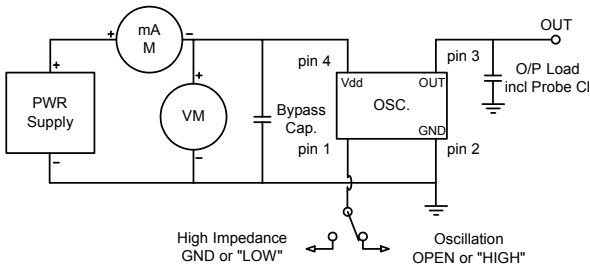 mA
M
+
-
+
PWR
Supply
-
+
VM
-
Bypass
Cap.
pin 4
Vdd
OUT
OSC.
GND
pin 1
pin 2
pin 3
OUT
O/P Load
incl Probe Cl
High Impedance
GND or "LOW"
Oscillation
OPEN or "HIGH"